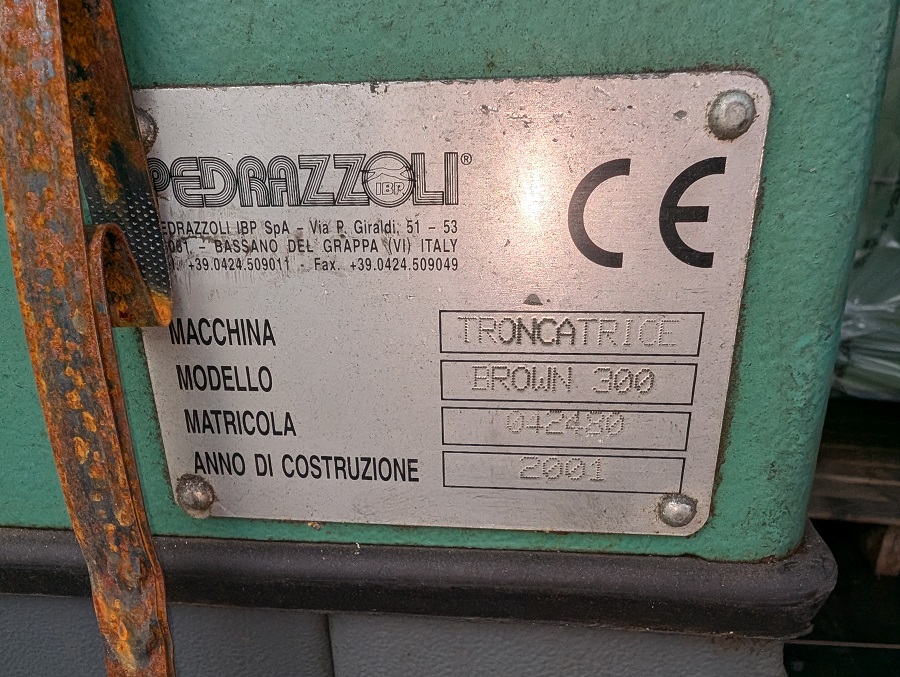 PEDRAZZOLI®
IBP
PEDRAZZOLI IBP SpA - Via P. Giraldi, 51 - 53
- BASSANO DEL GRAPPA (VI) ITALY
+39.0424.509011 - Fax. +39.0424.509049
CE
MACCHINA TRONCATRICE
MODELLO BROWN 300
MATRICOLA 042480
ANNO DI COSTRUZIONE 2001